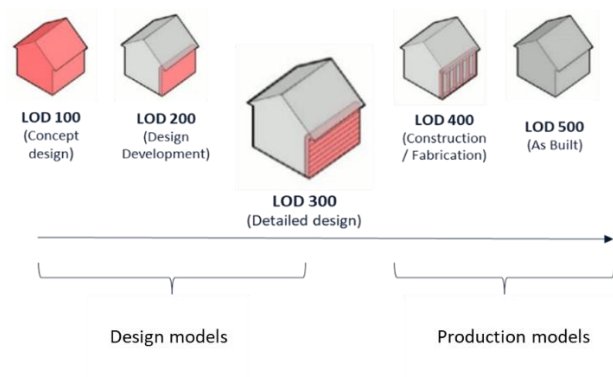 LOD 100
(Concept
design)
LOD 200
(Design
Development)
LOD 300
(Detailed design)
LOD 400
(Construction
/ Fabrication)
LOD 500
(As Built)
Design models
Production models